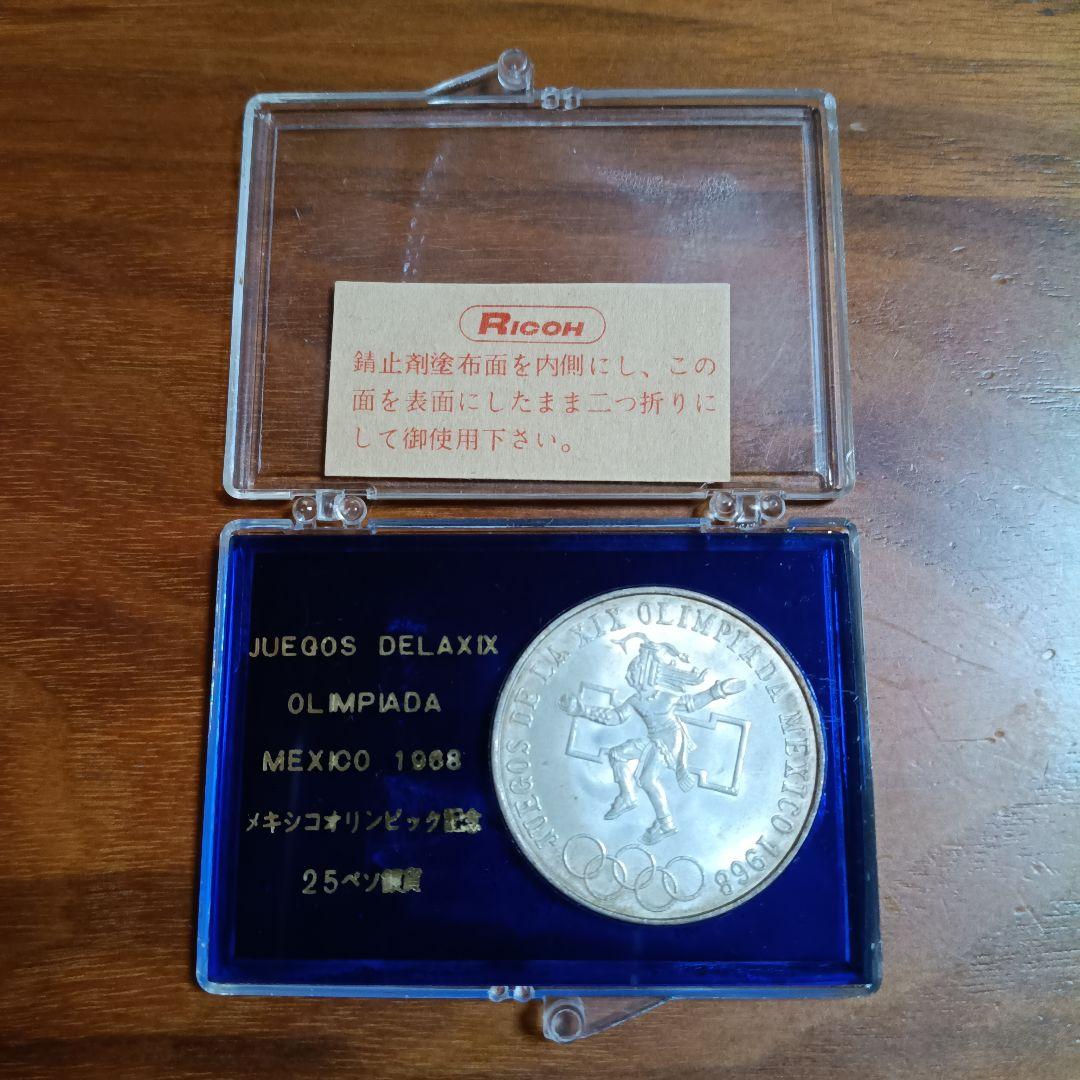 RICOH
錆止剤塗布面を内側にし、この
面を表面にしたまま二つ折りに
して御使用下さい。
JUEGOS DELAXIX
OLIMPIADA
MEXICO 1968
メキシコオリンピック記念
25ペソ銀貨
JUEGOS DE LA XIX OLIMPIADA MEXICO 1968